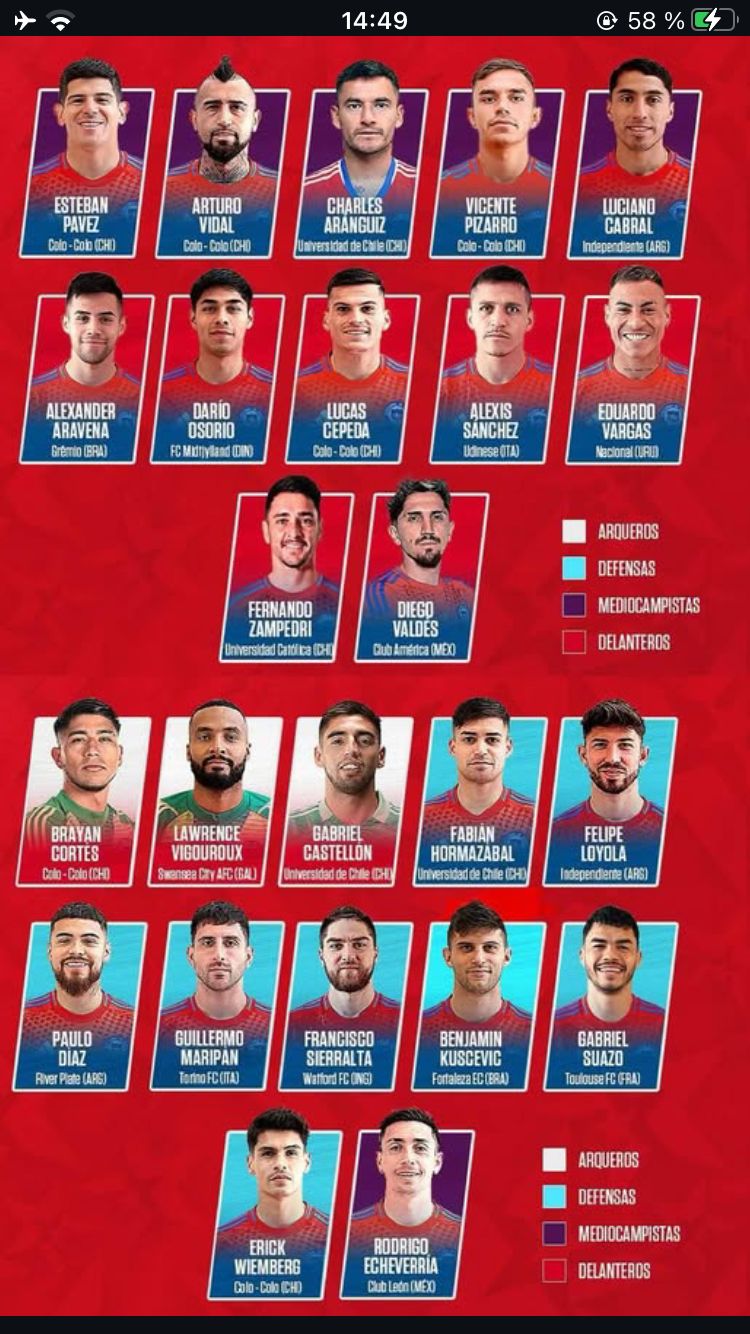 14:49
58 %
ESTEBAN
PAVEZ
Colo - Colo (CHI)
ARTURO
VIDAL
Colo - Colo (CHI)
CHARLES
ARÁNGUIZ
Universidad de Chile (CHI)
VICENTE
PIZARRO
Colo - Colo (CHI)
LUCIANO
CABRAL
Independiente (ARG)
ALEXANDER
ARAVENA
Grêmio (BRA)
DARÍO
OSORIO
FC Midtjylland (DIN)
LUCAS
CEPEDA
Colo - Colo (CHI)
ALEXIS
SÁNCHEZ
Udinese (ITA)
EDUARDO
VARGAS
Nacional (URU)
FERNANDO
ZAMPEDRI
Universidad Católica (CHI)
DIEGO
VALDÉS
Club América (MÉX)
ARQUEROS
DEFENSAS
MEDIOCAMPISTAS
DELANTEROS
BRAYAN
CORTÉS
Colo - Colo (CHI)
LAWRENCE
VIGOUROUX
Swansea City AFC (GAL)
GABRIEL
CASTELLÓN
Universidad de Chile (CHI)
FABIÁN
HORMAZÁBAL
Universidad de Chile (CHI)
FELIPE
LOYOLA
Independiente (ARG)
PAULO
DÍAZ
River Plate (ARG)
GUILLERMO
MARIPÁN
Torino FC (ITA)
FRANCISCO
SIERRALTA
Watford FC (ING)
BENJAMIN
KUSCEVIC
Fortaleza EC (BRA)
GABRIEL
SUAZO
Toulouse FC (FRA)
ERICK
WIEMBERG
Colo - Colo (CHI)
RODRIGO
ECHEVERRÍA
Club León (MÉX)
ARQUEROS
DEFENSAS
MEDIOCAMPISTAS
DELANTEROS